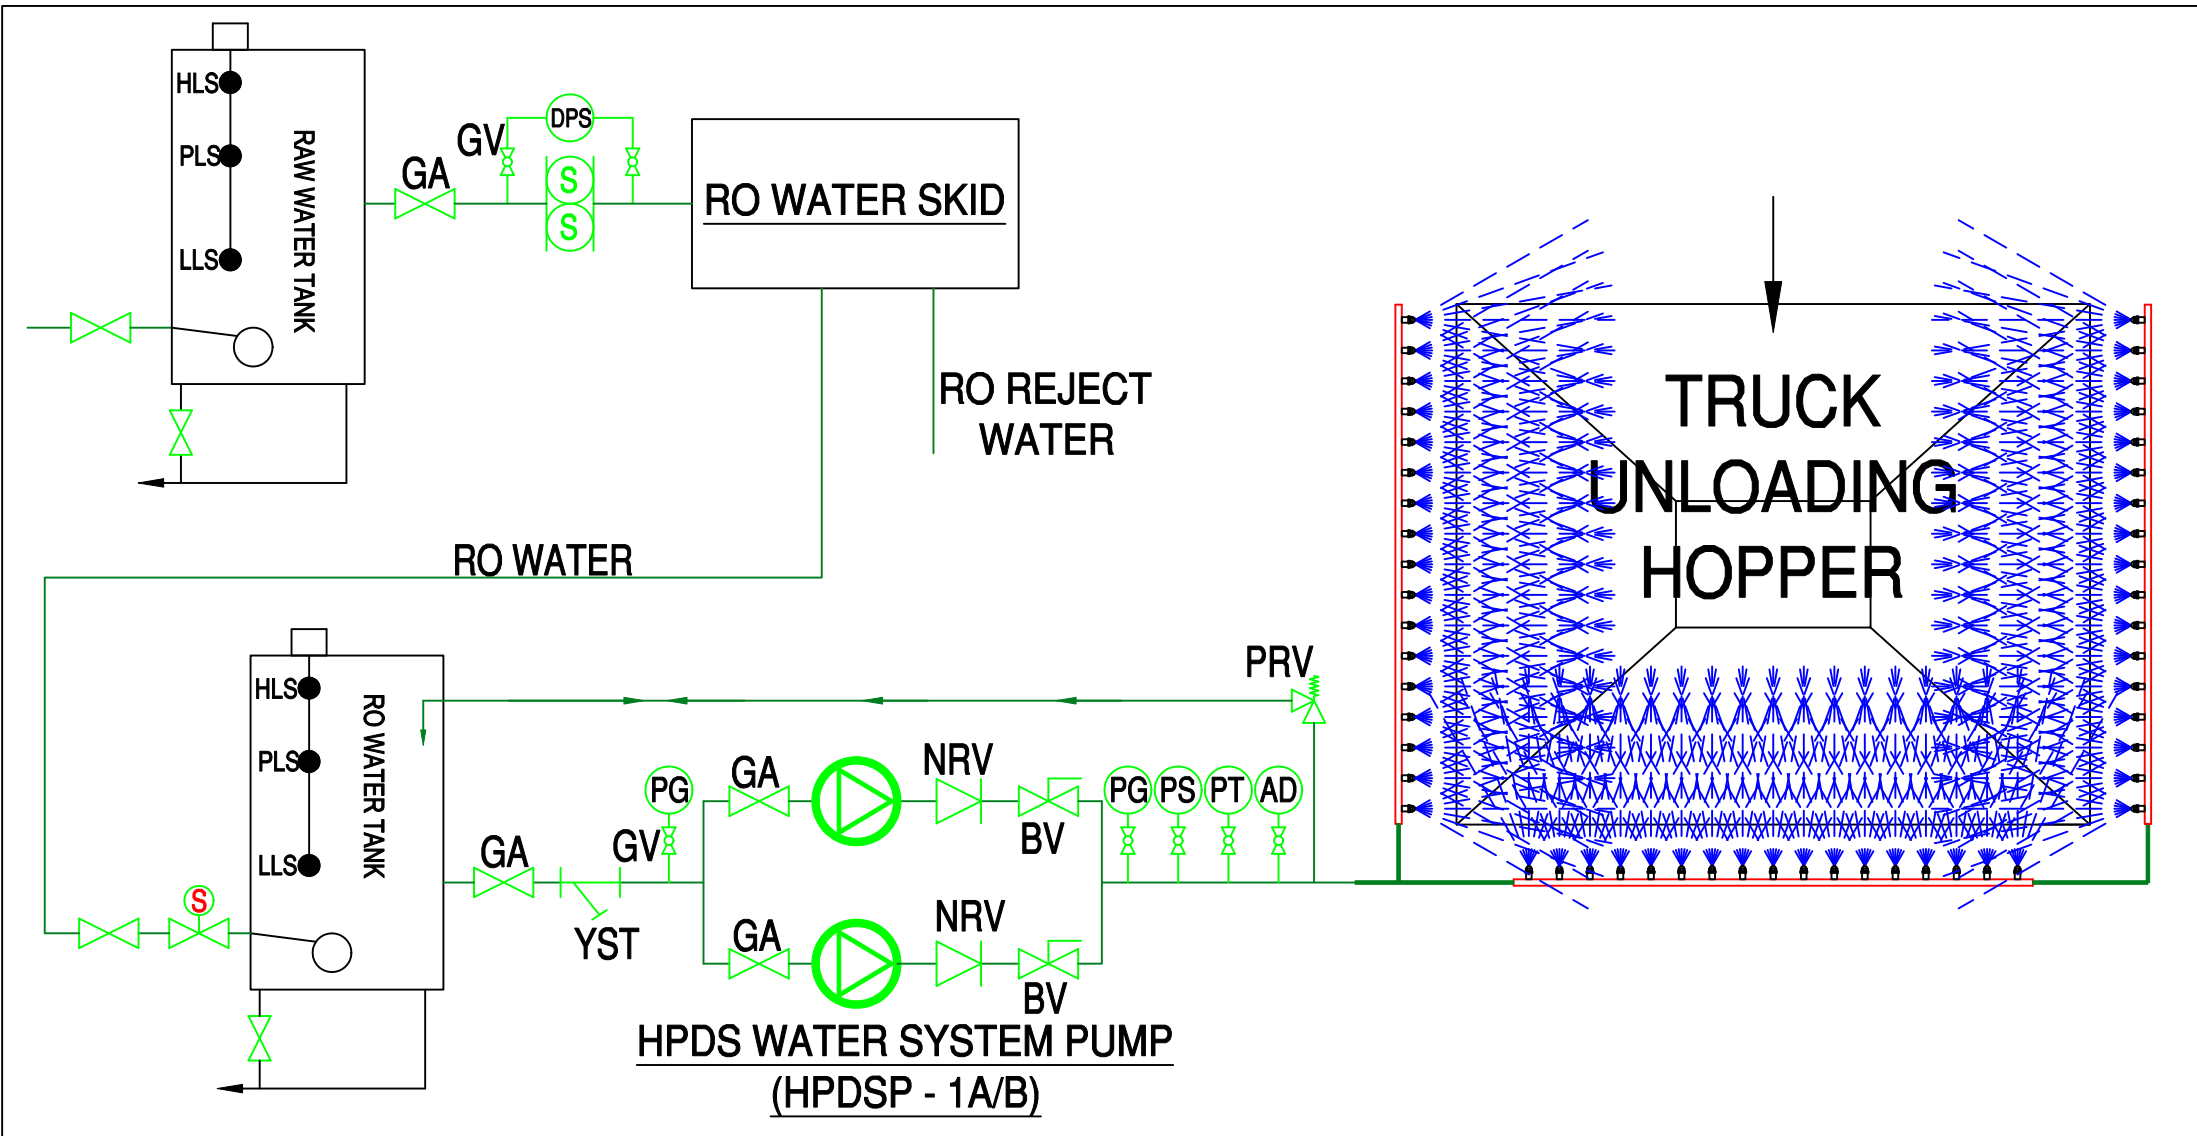 HLS
PLS
LLS
RAW WATER TANK
GA
GV
DPS
S
S
RO WATER SKID
RO REJECT
WATER
RO WATER
TRUCK
UNLOADING
HOPPER
HLS
PLS
LLS
RO WATER TANK
S
GA
YST
GV
PG
GA
NRV
BV
GA
NRV
BV
PG
PS
PT
AD
PRV
HPDS WATER SYSTEM PUMP
(HPDSP - 1A/B)